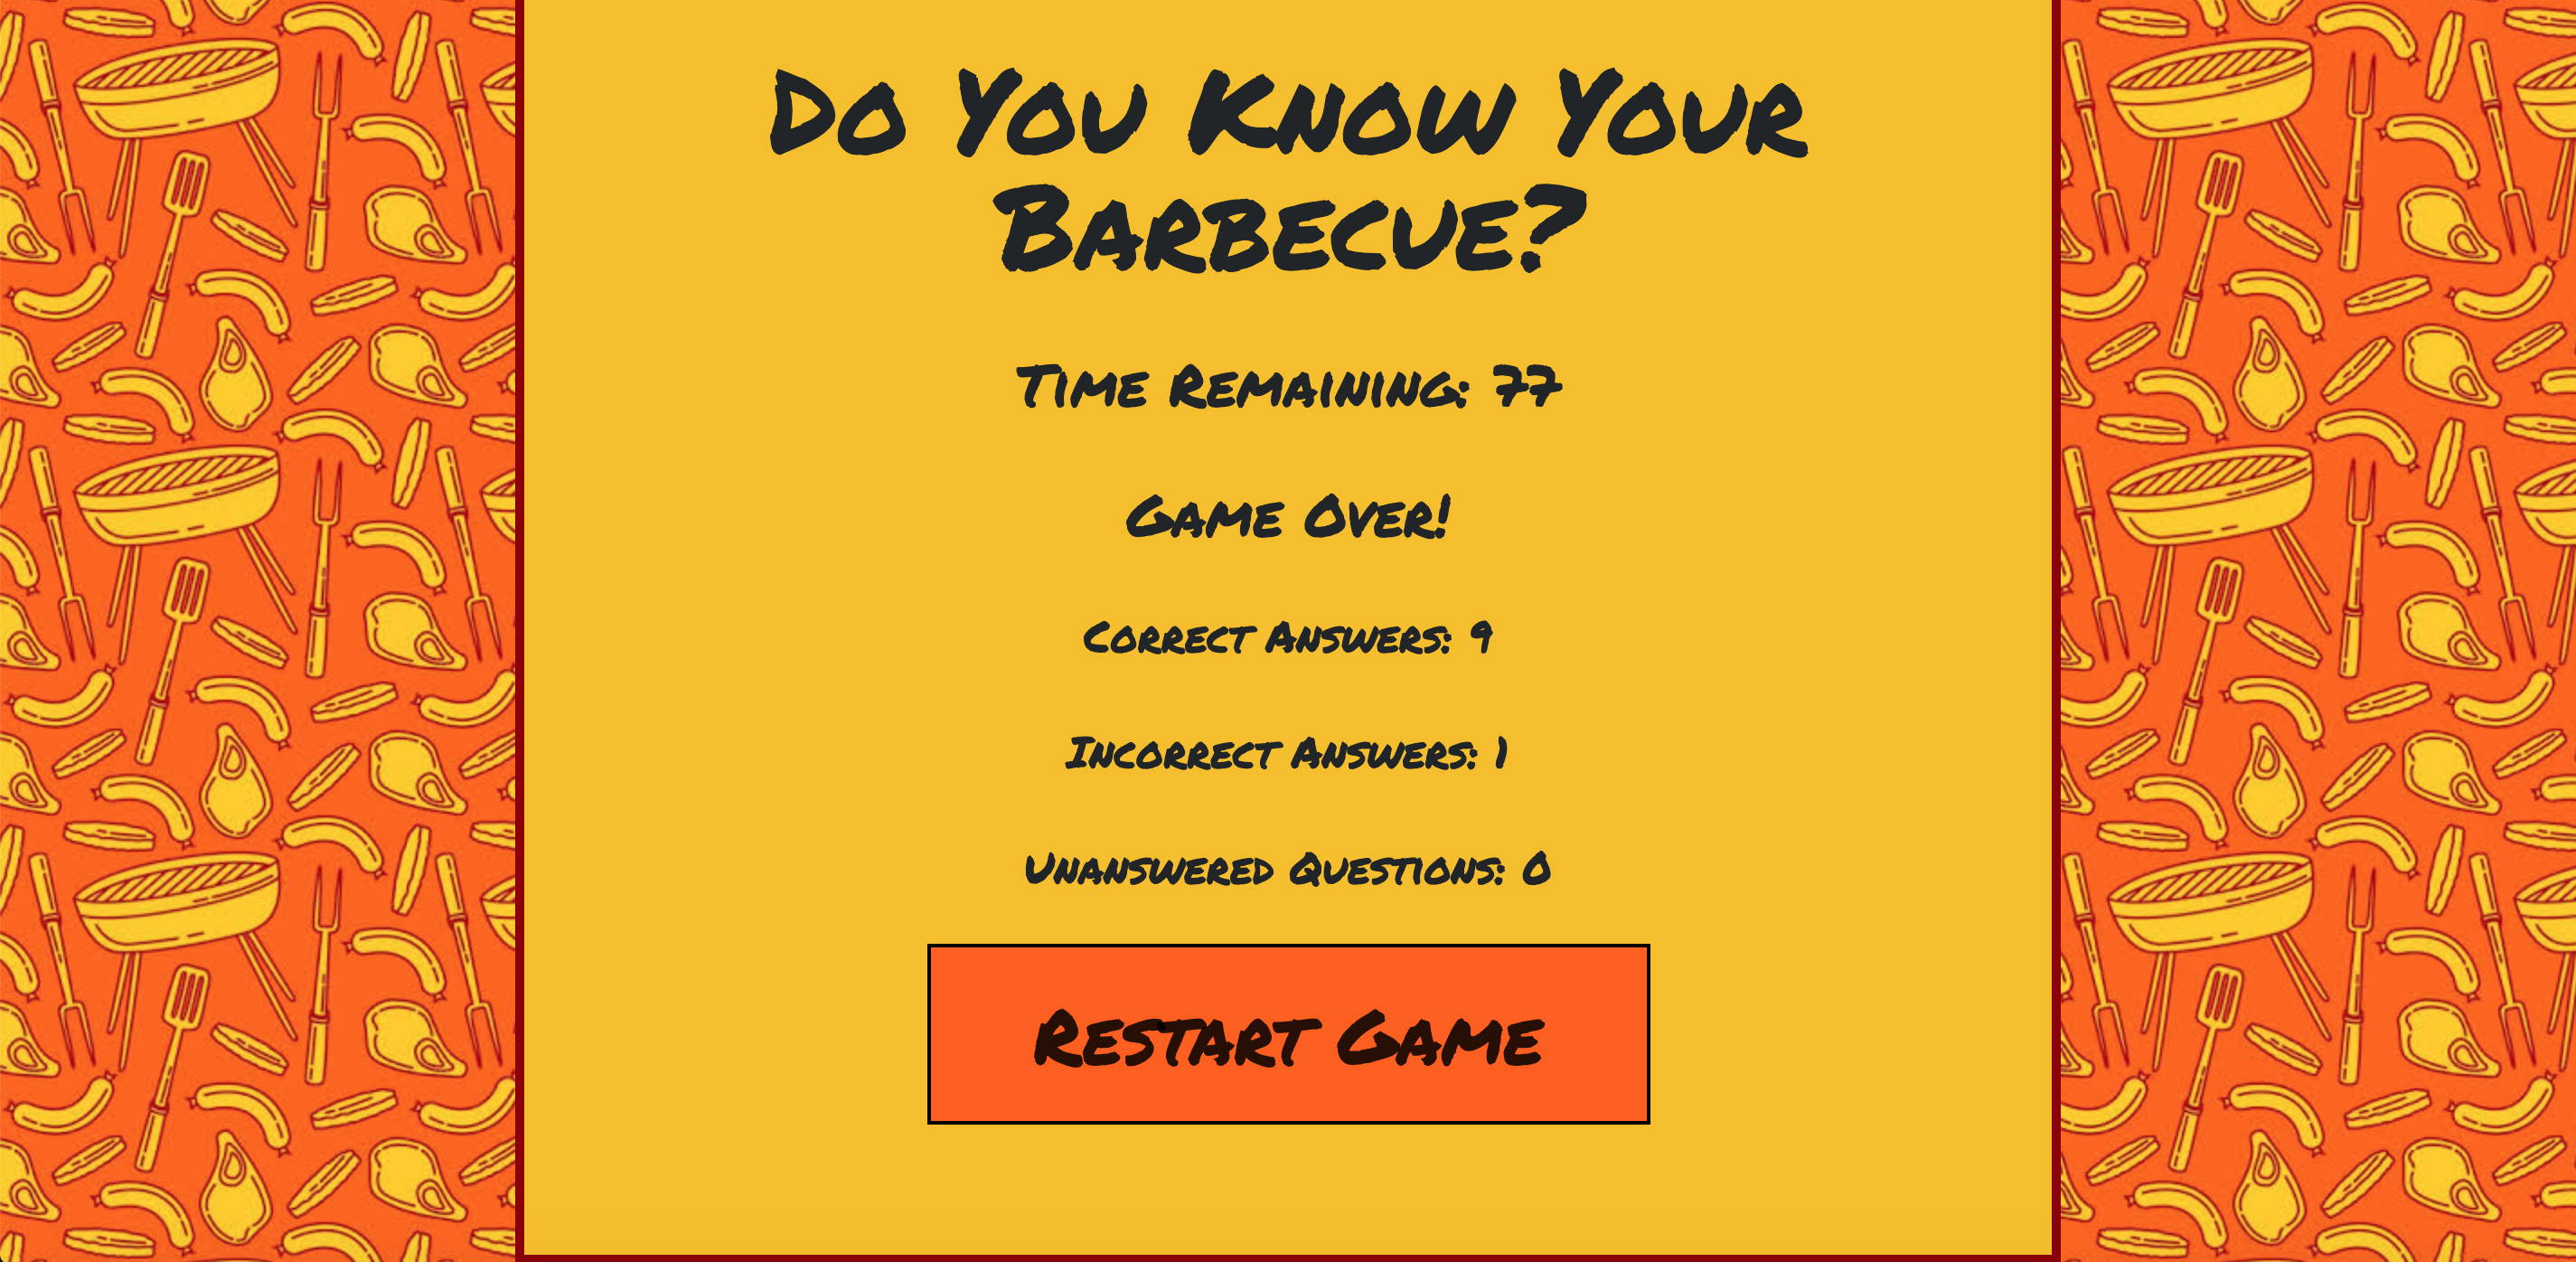 Do You Know Your
Barbecue?
Time Remaining: 77
Game Over!
Correct Answers: 9
Incorrect Answers: 1
Unanswered Questions: 0
Restart Game